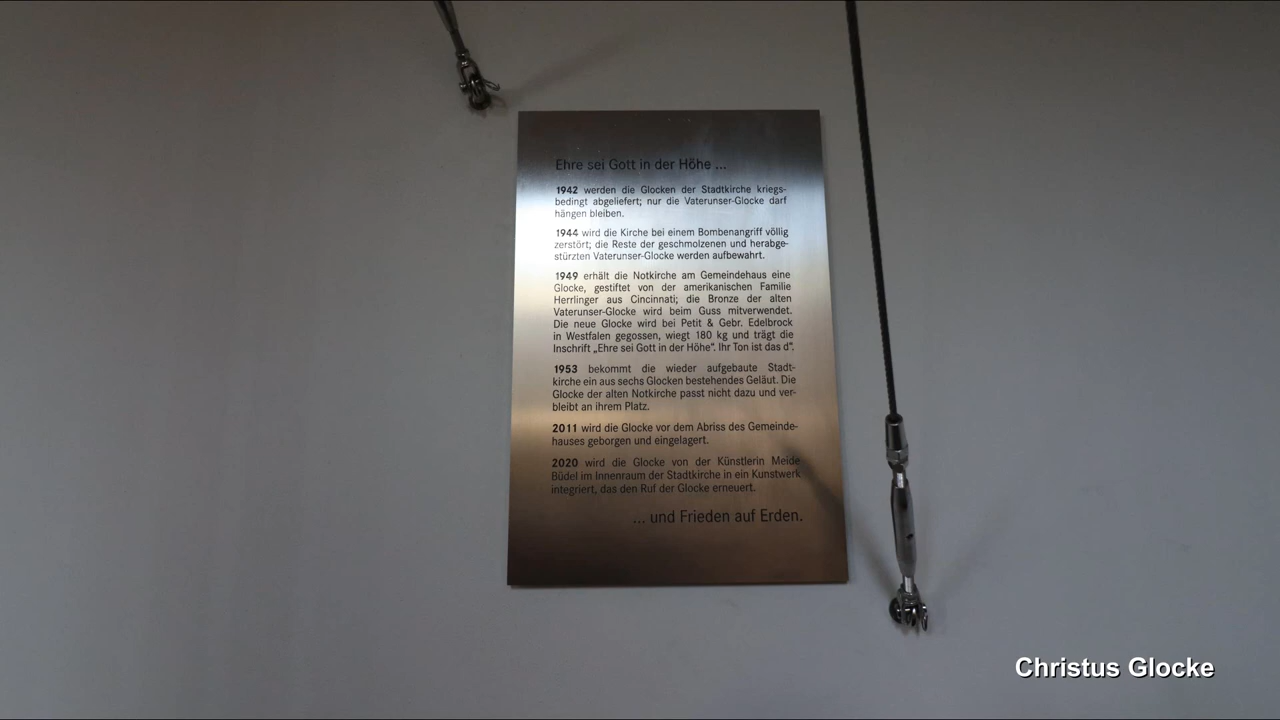 Ehre sei Gott in der Höhe ...
1942 werden die Glocken der Stadtkirche kriegs-
bedingt abgeliefert; nur die Vaterunser-Glocke darf
hängen bleiben.
1944 wird die Kirche bei einem Bombenangriff völlig
zerstört; die Reste der geschmolzenen und herabge-
stürzten Vaterunser-Glocke werden aufbewahrt.
1949 erhält die Notkirche am Gemeindehaus eine
Glocke, gestiftet von der amerikanischen Familie
Herrlinger aus Cincinnati; die Bronze der alten
Vaterunser-Glocke wird beim Guss mitverwendet.
Die neue Glocke wird bei Petit & Gebr. Edelbrock
in Westfalen gegossen, wiegt 180 kg und trägt die
Inschrift „Ehre sei Gott in der Höhe“. Ihr Ton ist das d“.
1953 bekommt die wieder aufgebaute Stadt-
kirche ein aus sechs Glocken bestehendes Geläut. Die
Glocke der alten Notkirche passt nicht dazu und ver-
bleibt an ihrem Platz.
2011 wird die Glocke vor dem Abriss des Gemeinde-
hauses geborgen und eingelagert.
2020 wird die Glocke von der Künstlerin Meide
Büdel im Innenraum der Stadtkirche in ein Kunstwerk
integriert, das den Ruf der Glocke erneuert.
... und Frieden auf Erden.
Christus Glocke